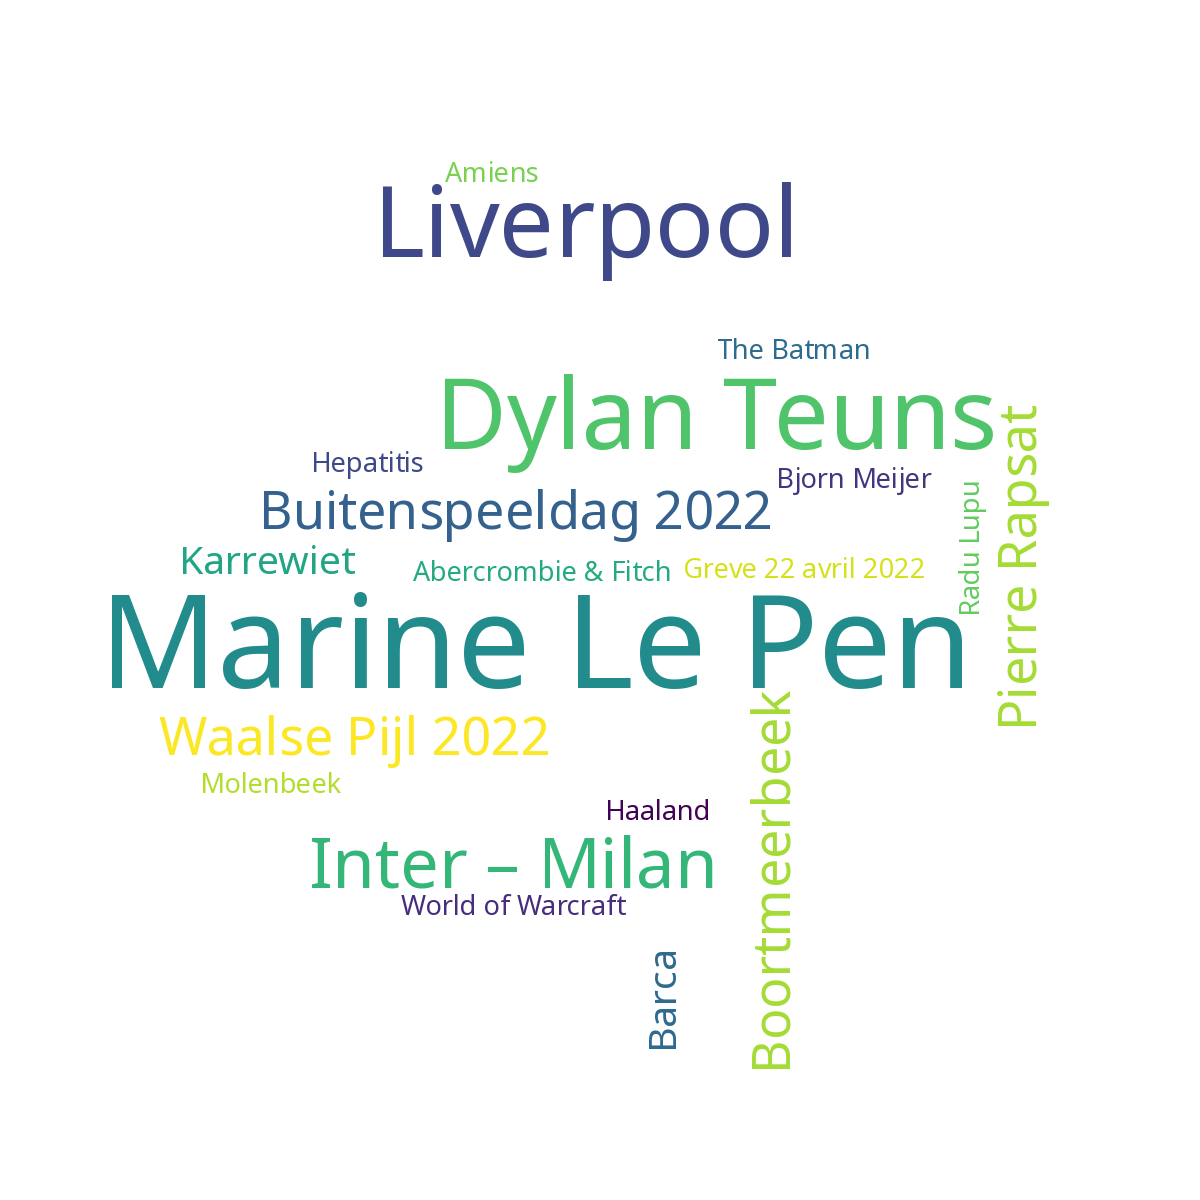 Amiens
Liverpool
The Batman
Dylan Teuns
Hepatitis
Bjorn Meijer
Buitenspeeldag 2022
Radu Lupu
Pierre Rapsat
Karrewiet
Abercrombie & Fitch
Greve 22 avril 2022
Marine Le Pen
Waalse Pijl 2022
Molenbeek
Haaland
Boortmeerbeek
Inter – Milan
World of Warcraft
Barca